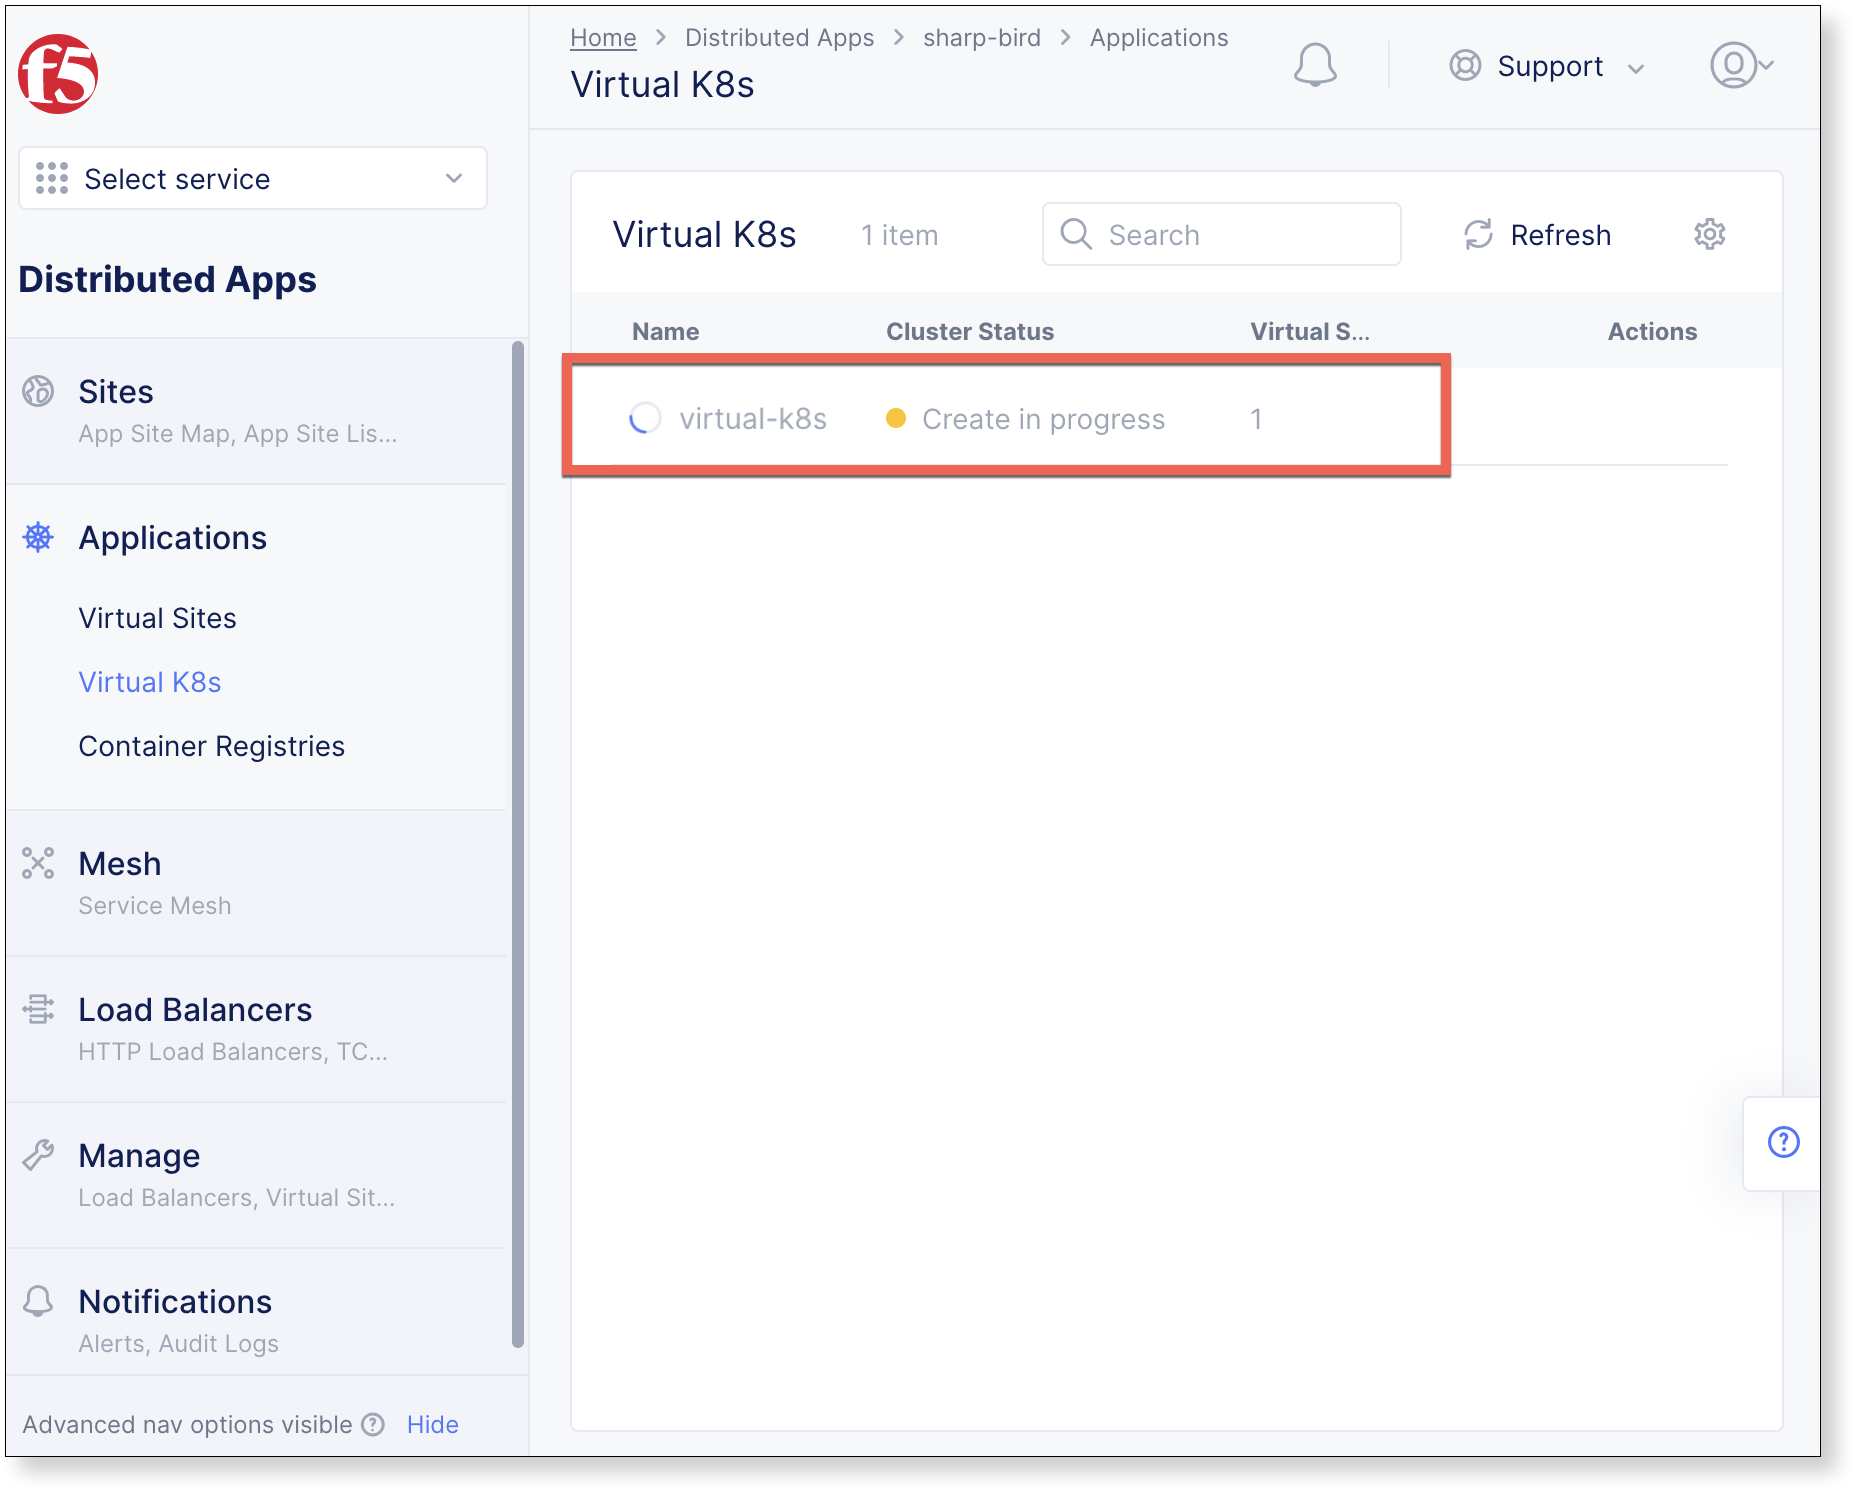 f5
Select service
Distributed Apps
Sites
App Site Map, App Site Lis...
Applications
Virtual Sites
Virtual K8s
Container Registries
Mesh
Service Mesh
Load Balancers
HTTP Load Balancers, TC...
Manage
Load Balancers, Virtual Sit...
Notifications
Alerts, Audit Logs
Advanced nav options visible ? Hide
Home > Distributed Apps > sharp-bird > Applications
Virtual K8s
Support
Virtual K8s 1 item Search Refresh
Name Cluster Status Virtual S... Actions
virtual-k8s Create in progress 1
?